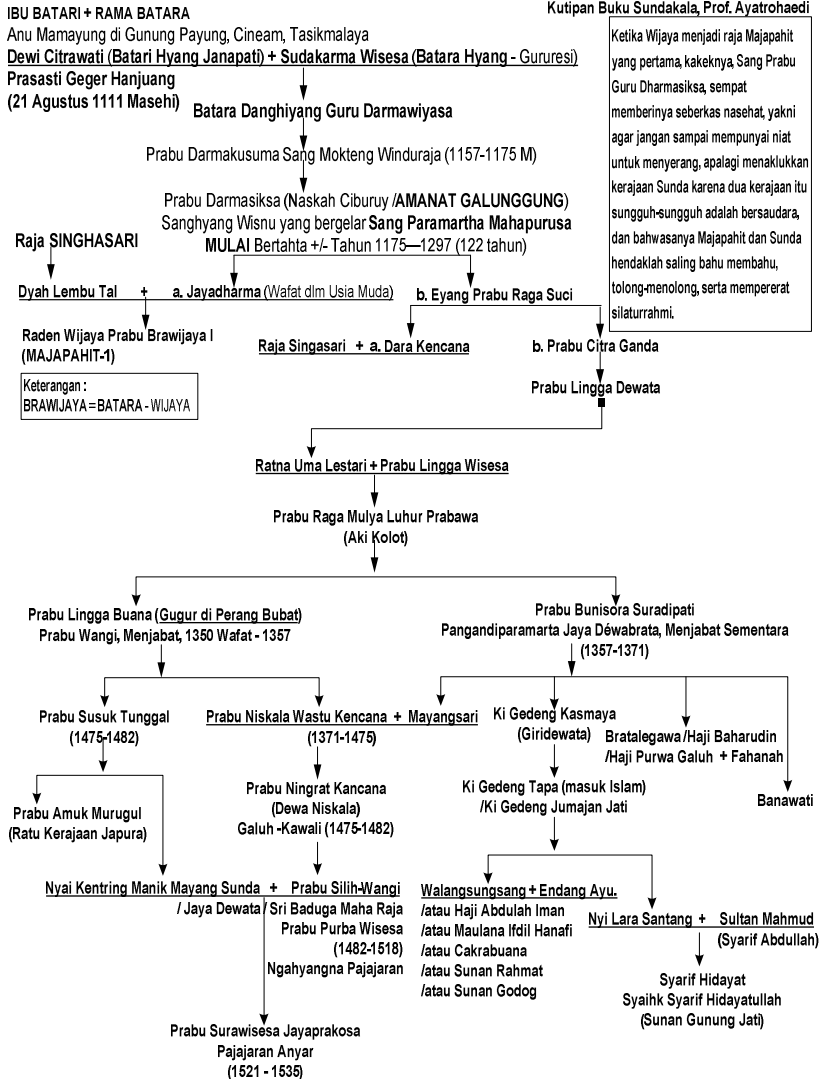 IBU BATARI + RAMA BATARA
Anu Mamayung di Gunung Payung, Cineam, Tasikmalaya
Dewi Citrawati (Batari Hyang Janapati) + Sudakarma Wisesa (Batara Hyang - Gururesi)
Prasasti Geger Hanjuang
(21 Agustus 1111 Masehi)
Kutipan Buku Sundakala, Prof. Ayatrohaedi
Ketika Wijaya menjadi raja Majapahit
yang pertama, kakeknya, Sang Prabu
Guru Dharmasiksa, sempat
memberinya seberkas nasehat, yakni
agar jangan sampai mempunyai niat
untuk menyerang, apalagi menaklukkan
kerajaan Sunda karena dua kerajaan itu
sungguh-sungguh adalah bersaudara,
dan bahwasanya Majapahit dan Sunda
hendaklah saling bahu membahu,
tolong-menolong, serta mempererat
silaturrahmi.
Batara Danghiyang Guru Darmawiyasa
Prabu Darmakusuma Sang Mokteng Winduraja (1157-1175 M)
Prabu Darmasiksa (Naskah Ciburuy /AMANAT GALUNGGUNG)
Sanghyang Wisnu yang bergelar Sang Paramartha Mahapurusa
MULAI Bertahta +/- Tahun 1175—1297 (122 tahun)
Raja SINGHASARI
Dyah Lembu Tal + a. Jayadharma (Wafat dlm Usia Muda)
b. Eyang Prabu Raga Suci
Raden Wijaya Prabu Brawijaya I
(MAJAPAHIT-1)
Raja Singasari + a. Dara Kencana
b. Prabu Citra Ganda
Keterangan :
BRAWIJAYA = BATARA - WIJAYA
Prabu Lingga Dewata
Ratna Uma Lestari + Prabu Lingga Wisesa
Prabu Raga Mulya Luhur Prabawa
(Aki Kolot)
Prabu Lingga Buana (Gugur di Perang Bubat)
Prabu Wangi, Menjabat, 1350 Wafat - 1357
Prabu Bunisora Suradipati
Pangandiparamarta Jaya Déwabrata, Menjabat Sementara
(1357-1371)
Prabu Susuk Tunggal
(1475-1482)
Prabu Niskala Wastu Kencana + Mayangsari
(1371-1475)
Ki Gedeng Kasmaya
(Giridewata)
Bratalegawa /Haji Baharudin
/Haji Purwa Galuh + Fahanah
Banawati
Prabu Amuk Murugul
(Ratu Kerajaan Japura)
Prabu Ningrat Kancana
(Dewa Niskala)
Galuh -Kawali (1475-1482)
Ki Gedeng Tapa (masuk Islam)
/Ki Gedeng Jumajan Jati
Nyai Kentring Manik Mayang Sunda + Prabu Silih-Wangi
/ Jaya Dewata / Sri Baduga Maha Raja
Prabu Purba Wisesa
(1482-1518)
Ngahyangna Pajajaran
Walangsungsang + Endang Ayu.
/atau Haji Abdulah Iman
/atau Maulana Ifdil Hanafi
/atau Cakrabuana
/atau Sunan Rahmat
/atau Sunan Godog
Nyi Lara Santang + Sultan Mahmud
(Syarif Abdullah)
Syarif Hidayat
Syaihk Syarif Hidayatullah
(Sunan Gunung Jati)
Prabu Surawisesa Jayaprakosa
Pajajaran Anyar
(1521 - 1535)